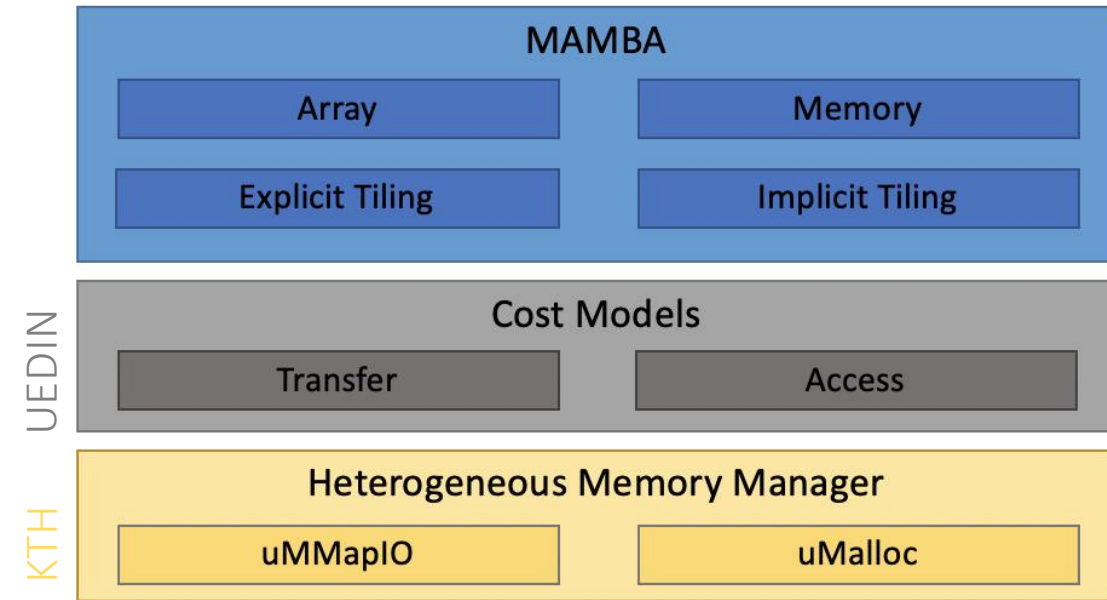 MAMBA
Array
Memory
Explicit Tiling
Implicit Tiling
UEDIN
Cost Models
Transfer
Access
KTH
Heterogeneous Memory Manager
uMMapIO
uMalloc